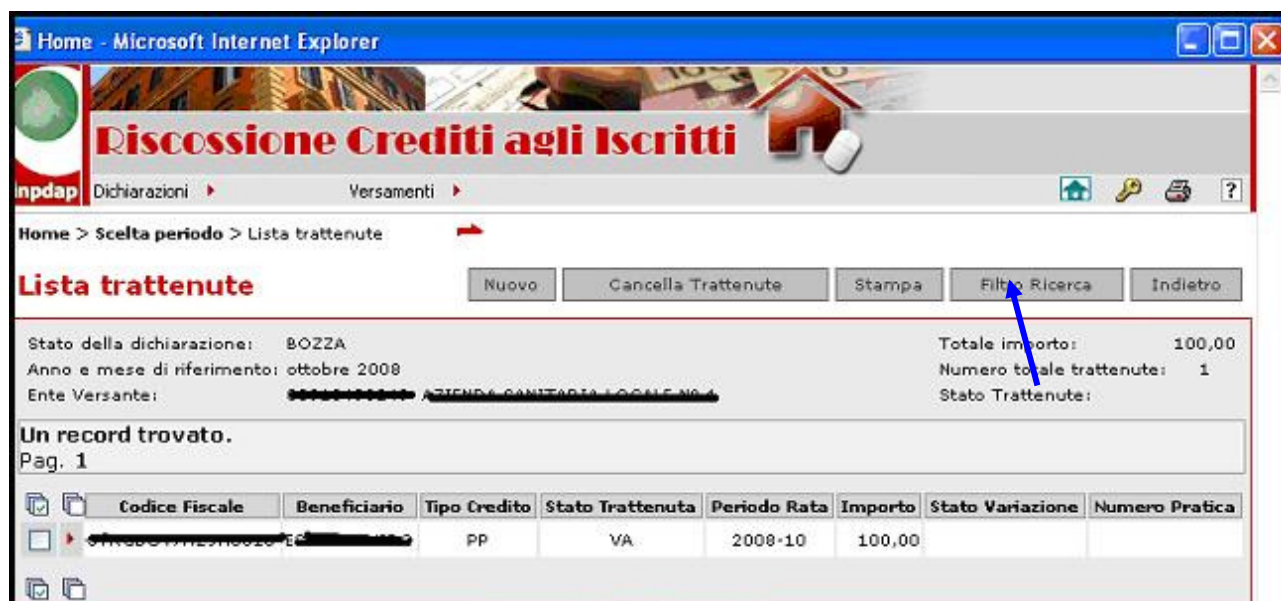 Home - Microsoft Internet Explorer
Riscossione Crediti agli Iscritti
inpdap Dichiarazioni Versamenti ?
Home > Scelta periodo > Lista trattenute
Lista trattenute Nuovo Cancella Trattenute Stampa Filtro Ricerca Indietro
Stato della dichiarazione: BOZZA Totale importo: 100,00
Anno e mese di riferimento: ottobre 2008 Numero totale trattenute: 1
Ente Versante: Stato Trattenute:
Un record trovato.
Pag. 1
Codice Fiscale Beneficiario Tipo Credito Stato Trattenuta Periodo Rata Importo Stato Variazione Numero Pratica
PP VA 2008-10 100,00